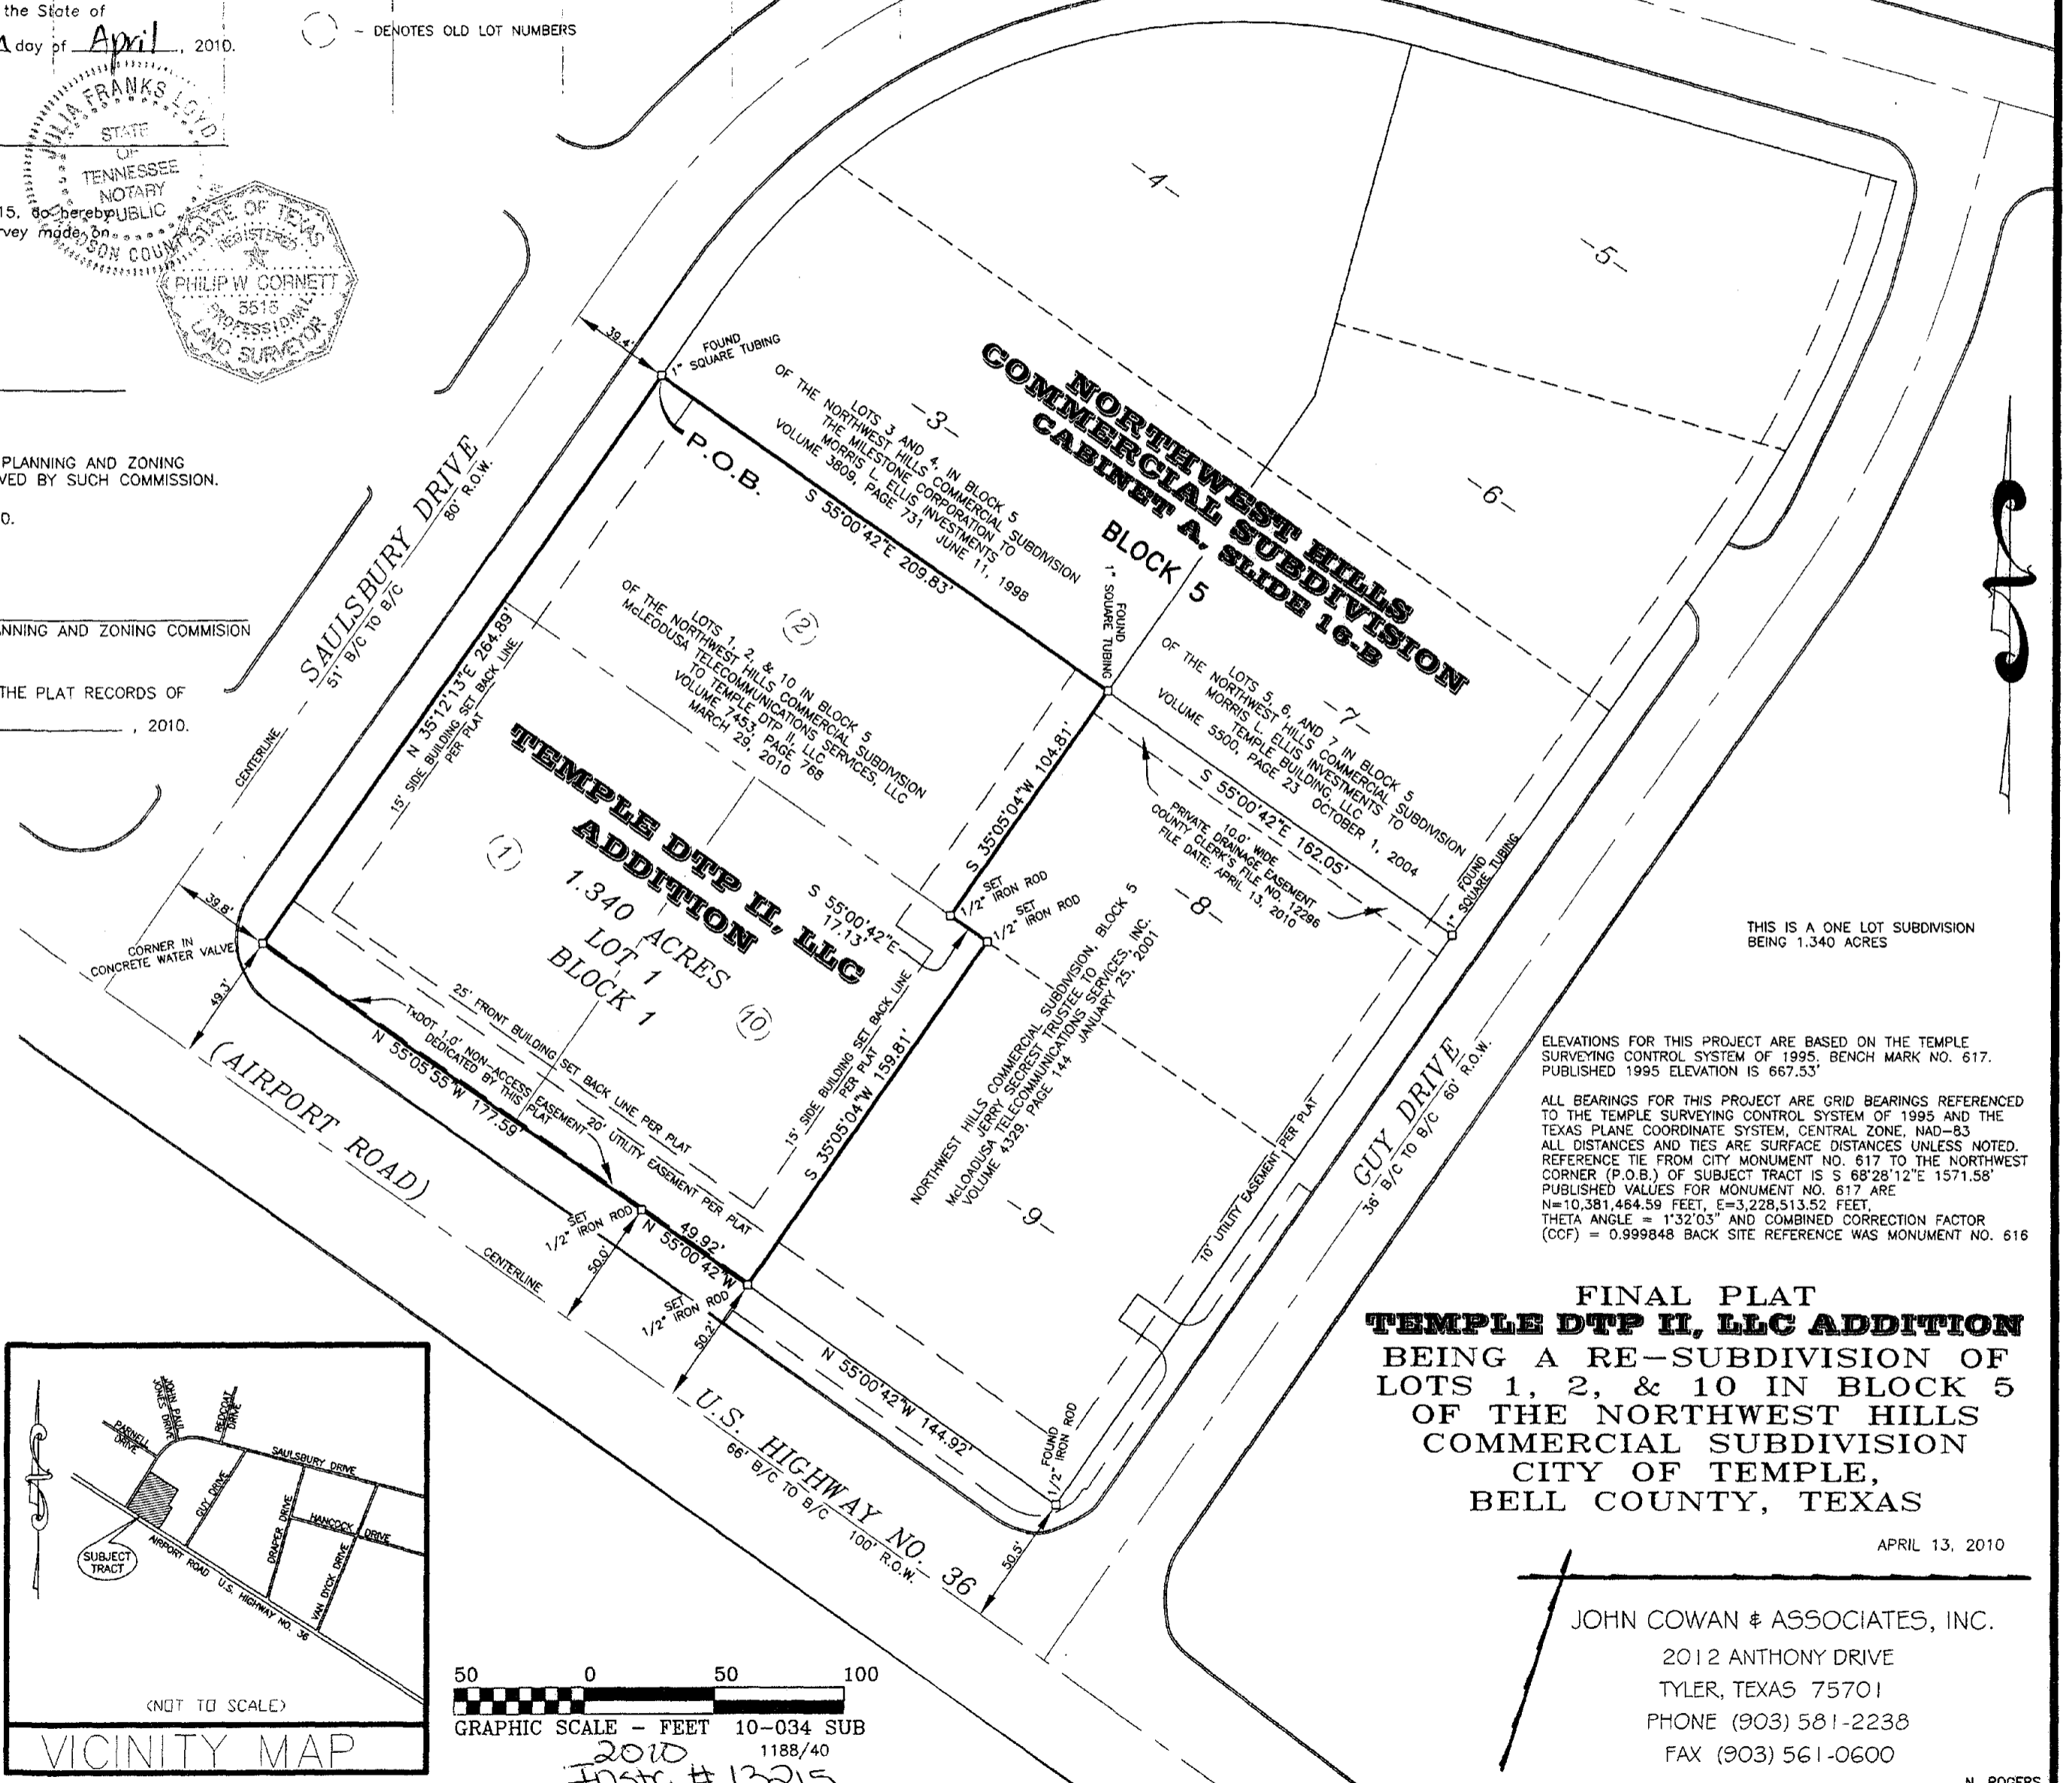 the State of
day of April, 2010.
- DENOTES OLD LOT NUMBERS
JULIA FRANKS LOYD
STATE
OF
TENNESSEE
NOTARY
PUBLIC
15, do hereby
rvey made on
STATE OF TEXAS
REGISTERED
PHILIP W CORNETT
5515
PROFESSIONAL
LAND SURVEYOR
PLANNING AND ZONING
VED BY SUCH COMMISSION.
0.
NNING AND ZONING COMMISION
THE PLAT RECORDS OF
, 2010.
SAULSBURY DRIVE
80' R.O.W.
51' B/C TO B/C
CENTERLINE
39.4'
FOUND
1" SQUARE TUBING
P.O.B.
-3-
LOTS 3 AND 4, IN BLOCK 5
OF THE NORTHWEST HILLS COMMERCIAL SUBDIVISION
THE MILESTONE CORPORATION TO
MORRIS L. ELLIS INVESTMENTS
VOLUME 3809, PAGE 731 JUNE 11, 1998
S 55°00'42"E 209.83'
-4-
-5-
-6-
NORTHWEST HILLS
COMMERCIAL SUBDIVISION
CABINET A, SLIDE 16-B
BLOCK 5
FOUND
1" SQUARE TUBING
-7-
LOTS 5, 6, AND 7 IN BLOCK 5
OF THE NORTHWEST HILLS COMMERCIAL SUBDIVISION
MORRIS L. ELLIS INVESTMENTS TO
TEMPLE BUILDING, LLC
VOLUME 5500, PAGE 23 OCTOBER 1, 2004
S 55°00'42"E 162.05'
10.0' WIDE
PRIVATE DRAINAGE EASEMENT
COUNTY CLERK'S FILE NO. 12296
FILE DATE: APRIL 13, 2010
FOUND
1" SQUARE TUBING
(2)
LOTS 1, 2, & 10 IN BLOCK 5
OF THE NORTHWEST HILLS COMMERCIAL SUBDIVISION
McLEODUSA TELECOMMUNICATIONS SERVICES, LLC
TO TEMPLE DTP II, LLC
VOLUME 7453, PAGE 768
MARCH 29, 2010
N 35°12'13"E 264.89'
15' SIDE BUILDING SET BACK LINE
PER PLAT
TEMPLE DTP II, LLC
ADDITION
(1)
1.340 ACRES
LOT 1
BLOCK 1
(10)
S 35°05'04"W 104.81'
S 55°00'42"E
17.13'
SET
1/2" IRON ROD
SET
1/2" IRON ROD
-8-
NORTHWEST HILLS COMMERCIAL SUBDIVISION, BLOCK 5
JERRY SECREST TRUSTEE TO
McLOADUSA TELECOMMUNICATIONS SERVICES, INC.
VOLUME 4329, PAGE 144 JANUARY 25, 2001
-9-
15' SIDE BUILDING SET BACK LINE
PER PLAT
S 35°05'04"W 159.81'
39.8'
CORNER IN
CONCRETE WATER VALVE
49.3'
25' FRONT BUILDING SET BACK LINE PER PLAT
TxDOT 1.0' NON-ACCESS EASEMENT
DEDICATED BY THIS PLAT
20' UTILITY EASEMENT PER PLAT
N 55°05'55"W 177.59'
(AIRPORT ROAD)
SET
1/2" IRON ROD
49.92'
N 55°00'42"W
50.0'
CENTERLINE
SET
1/2" IRON ROD
50.2'
N 55°00'42"W 144.92'
U.S. HIGHWAY NO. 36
66' B/C TO B/C 100' R.O.W.
FOUND
1/2" IRON ROD
50.5'
10' UTILITY EASEMENT PER PLAT
GUY DRIVE
60' R.O.W.
36' B/C TO B/C
THIS IS A ONE LOT SUBDIVISION
BEING 1.340 ACRES
ELEVATIONS FOR THIS PROJECT ARE BASED ON THE TEMPLE
SURVEYING CONTROL SYSTEM OF 1995. BENCH MARK NO. 617.
PUBLISHED 1995 ELEVATION IS 667.53'
ALL BEARINGS FOR THIS PROJECT ARE GRID BEARINGS REFERENCED
TO THE TEMPLE SURVEYING CONTROL SYSTEM OF 1995 AND THE
TEXAS PLANE COORDINATE SYSTEM, CENTRAL ZONE, NAD-83
ALL DISTANCES AND TIES ARE SURFACE DISTANCES UNLESS NOTED.
REFERENCE TIE FROM CITY MONUMENT NO. 617 TO THE NORTHWEST
CORNER (P.O.B.) OF SUBJECT TRACT IS S 68°28'12"E 1571.58'
PUBLISHED VALUES FOR MONUMENT NO. 617 ARE
N=10,381,464.59 FEET, E=3,228,513.52 FEET,
THETA ANGLE = 1°32'03" AND COMBINED CORRECTION FACTOR
(CCF) = 0.999848 BACK SITE REFERENCE WAS MONUMENT NO. 616
FINAL PLAT
TEMPLE DTP II, LLC ADDITION
BEING A RE-SUBDIVISION OF
LOTS 1, 2, & 10 IN BLOCK 5
OF THE NORTHWEST HILLS
COMMERCIAL SUBDIVISION
CITY OF TEMPLE,
BELL COUNTY, TEXAS
APRIL 13, 2010
JOHN COWAN & ASSOCIATES, INC.
2012 ANTHONY DRIVE
TYLER, TEXAS 75701
PHONE (903) 581-2238
FAX (903) 561-0600
N. ROGERS
PARNELL
DRIVE
JOHN PAUL
JONES DRIVE
REDCOAT
DRIVE
SAULSBURY DRIVE
GUY DRIVE
DRAPER DRIVE
HANCOCK DRIVE
VAN DYCK DRIVE
AIRPORT ROAD U.S. HIGHWAY NO. 36
SUBJECT
TRACT
(NOT TO SCALE)
VICINITY MAP
50 0 50 100
GRAPHIC SCALE - FEET 10-034 SUB
1188/40
2010
Instr # 13215